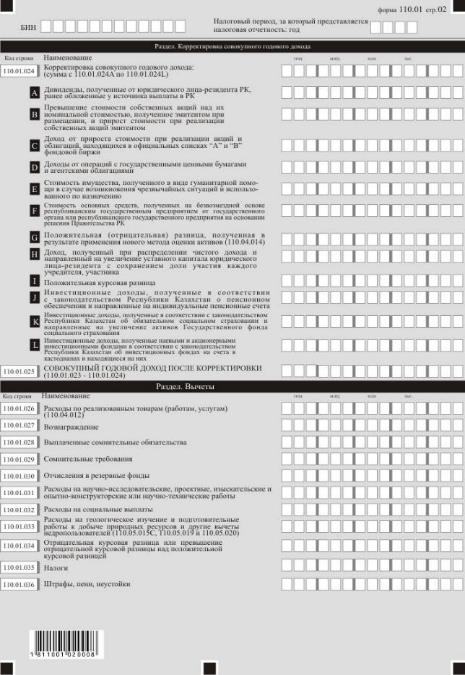 форма 110.01 стр.02
БИН
Налоговый период, за который представляется
налоговая отчетность: год
Раздел. Корректировка совокупного годового дохода
Код строки Наименование
110.01.024 Корректировка совокупного годового дохода:
(сумма с 110.01.024A по 110.01.024L)
A Дивиденды, полученные от юридического лица-резидента РК,
ранее обложенные у источника выплаты в РК
B Превышение стоимости собственных акций над их
номинальной стоимостью, полученное эмитентом при
размещении, и прирост стоимости при реализации
собственных акций эмитентом
C Доход от прироста стоимости при реализации акций и
облигаций, находящихся в официальных списках "А" и "В"
фондовой биржи
D Доходы от операций с государственными ценными бумагами
и агентскими облигациями
E Стоимость имущества, полученного в виде гуманитарной помо-
щи в случае возникновения чрезвычайных ситуаций и использо-
ванного по назначению
F Стоимость основных средств, полученных на безвозмездной основе
республиканским государственным предприятием от государственного
органа или республиканского государственного предприятия на основании
решения Правительства РК
G Положительная (отрицательная) разница, полученная в
результате применения нового метода оценки активов (110.04.014)
H Доход, полученный при распределении чистого дохода и
направленный на увеличение уставного капитала юридического
лица-резидента с сохранением доли участия каждого
учредителя, участника
I Положительная курсовая разница
J Инвестиционные доходы, полученные в соответствии
с законодательством Республики Казахстан о пенсионном
обеспечении и направленные на индивидуальные пенсионные счета
K Инвестиционные доходы, полученные в соответствии с законодательством
Республики Казахстан об обязательном социальном страховании и
направленные на увеличение активов Государственного фонда
социального страхования
L Инвестиционные доходы, полученные паевыми и акционерными
инвестиционными фондами в соответствии с законодательством
Республики Казахстан об инвестиционных фондах на счета в
кастодианах и находящиеся на них
110.01.025 СОВОКУПНЫЙ ГОДОВОЙ ДОХОД ПОСЛЕ КОРРЕКТИРОВКИ
(110.01.023 - 110.01.024)
Раздел. Вычеты
Код строки Наименование
110.01.026 Расходы по реализованным товарам (работам, услугам)
(110.04.012)
110.01.027 Вознаграждение
110.01.028 Выплаченные сомнительные обязательства
110.01.029 Сомнительные требования
110.01.030 Отчисления в резервные фонды
110.01.031 Расходы на научно-исследовательские, проектные, изыскательские и
опытно-конструкторские или научно-технические работы
110.01.032 Расходы на социальные выплаты
110.01.033 Расходы на геологическое изучение и подготовительные
работы к добыче природных ресурсов и другие вычеты
недропользователей (110.05.015C, 110.05.019 и 110.05.020)
110.01.034 Отрицательная курсовая разница или превышение
отрицательной курсовой разницы над положительной
курсовой разницей
110.01.035 Налоги
110.01.036 Штрафы, пени, неустойки
1811001020008